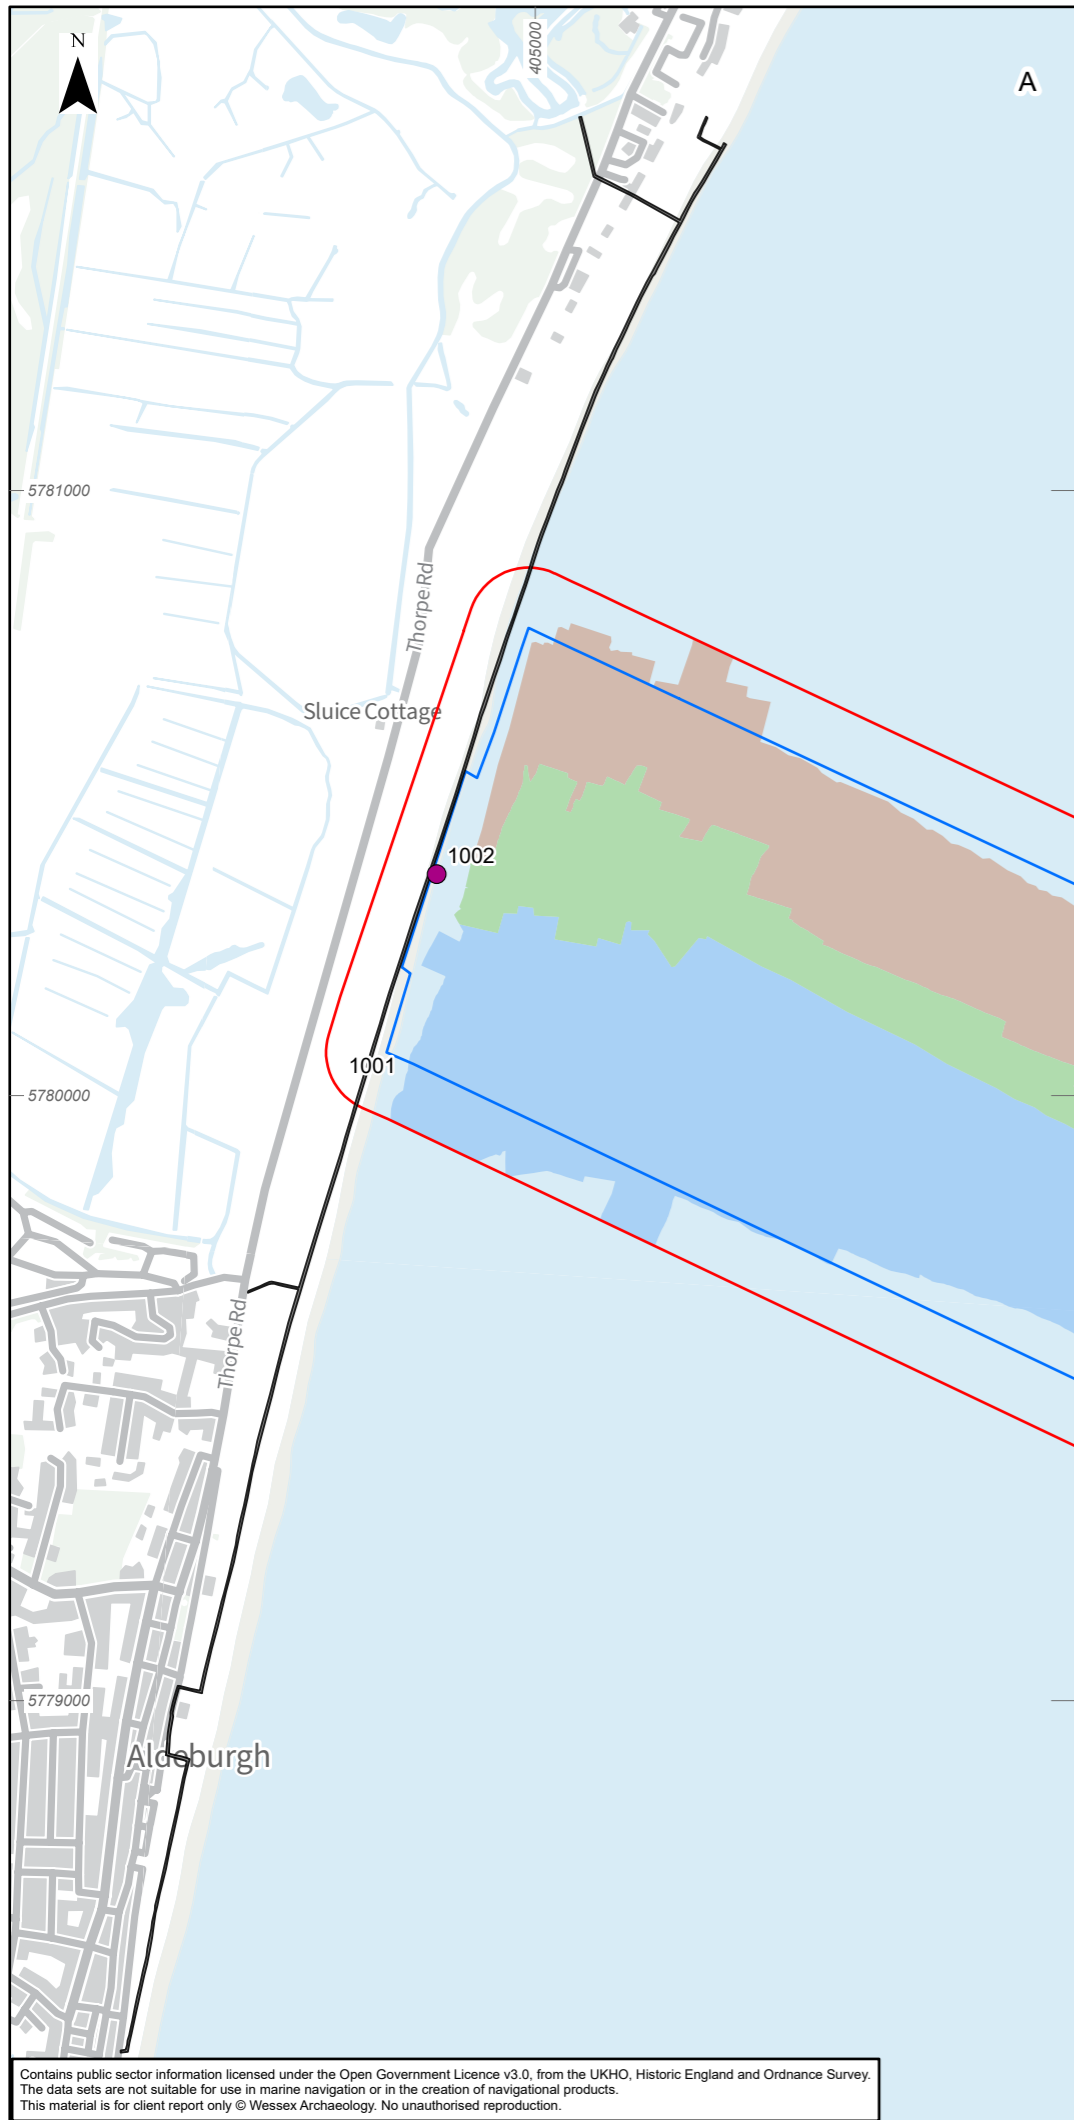 N
405000
A
5781000
Thorpe Rd
Sluice Cottage
1002
1001
5780000
Thorpe Rd
5779000
Aldeburgh
Contains public sector information licensed under the Open Government Licence v3.0, from the UKHO, Historic England and Ordnance Survey.
The data sets are not suitable for use in marine navigation or in the creation of navigational products.
This material is for client report only © Wessex Archaeology. No unauthorised reproduction.